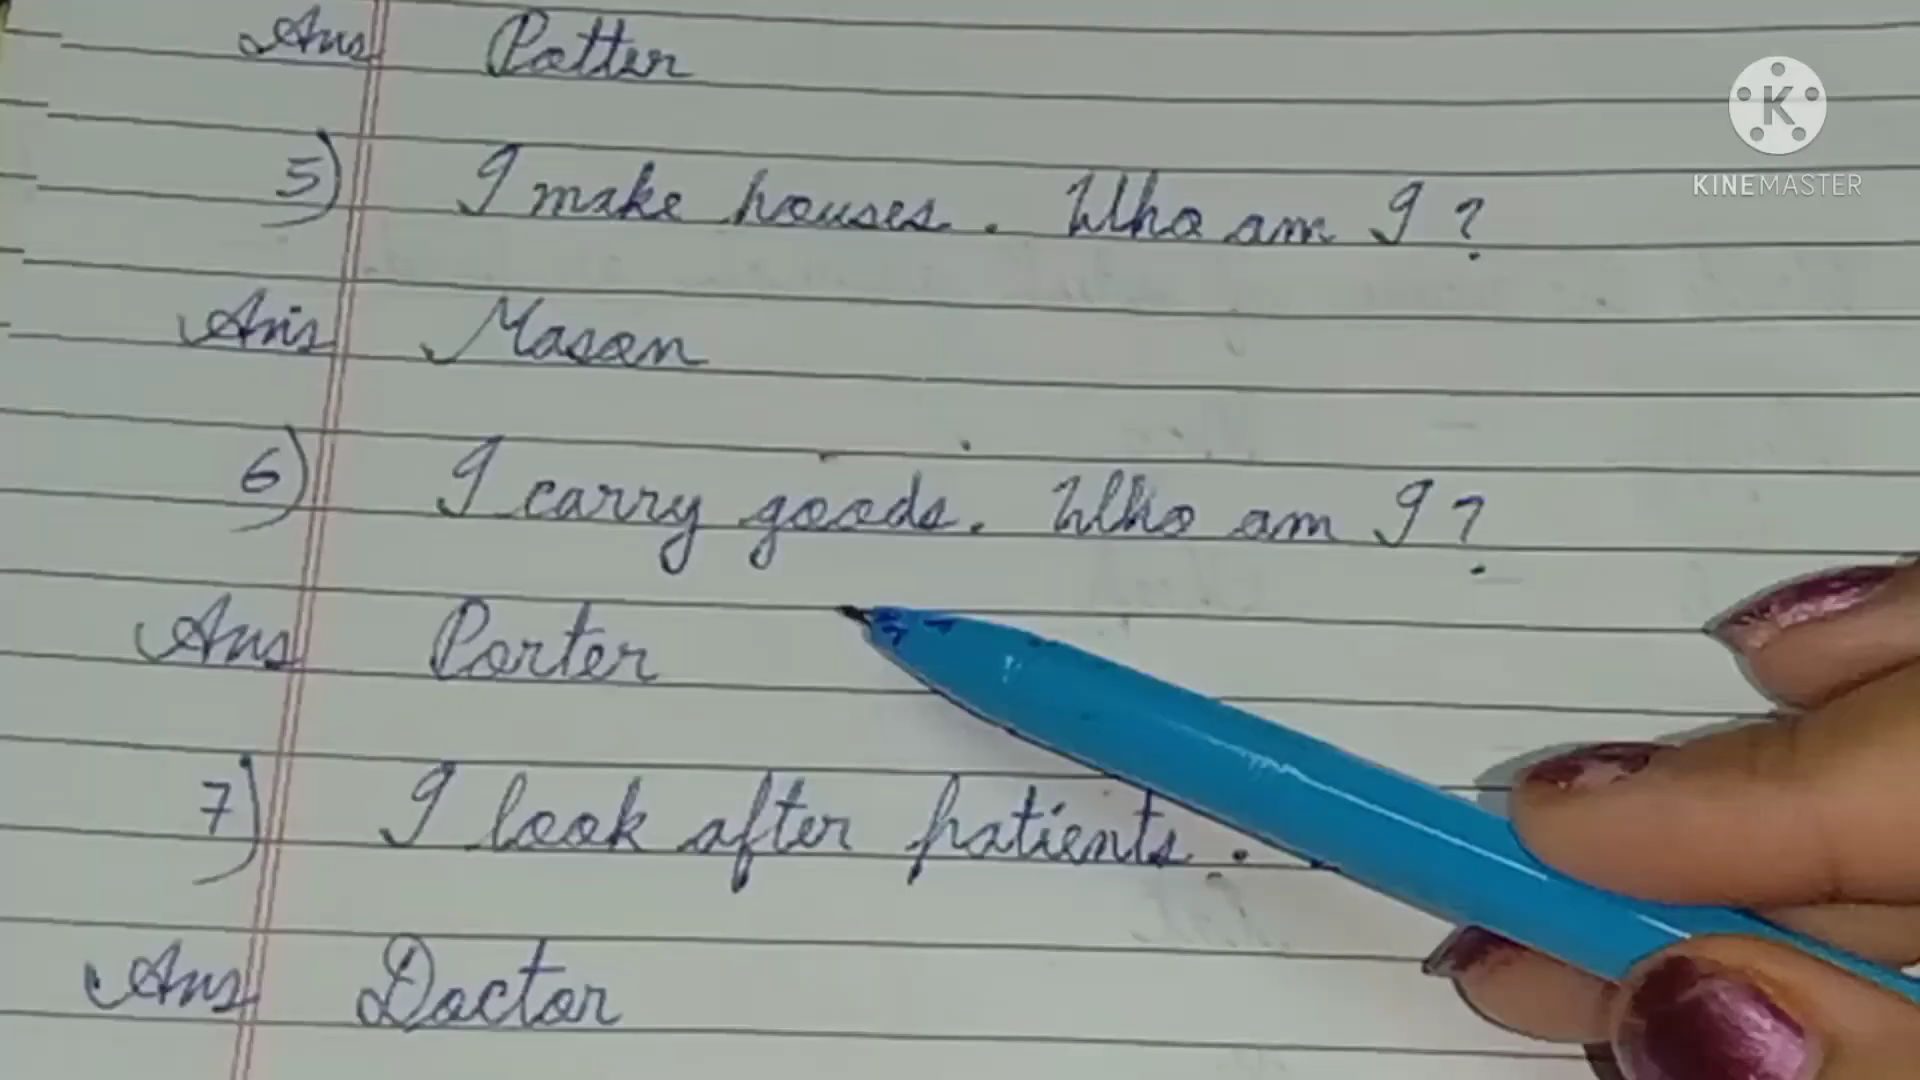 Ans Potter
5) I make houses. Who am I?
Ans Mason
6) I carry goods. Who am I?
Ans Porter
7) I look after patients.
Ans Doctor
K
KINEMASTER